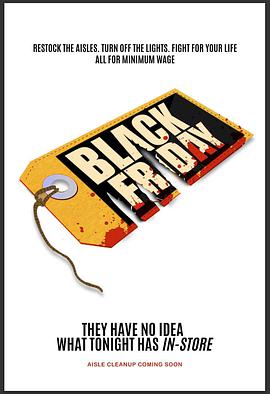 RESTOCK THE AISLES. TURN OFF THE LIGHTS. FIGHT FOR YOUR LIFE
ALL FOR MINIMUM WAGE
BLACK
FRIDAY
THEY HAVE NO IDEA
WHAT TONIGHT HAS IN-STORE
AISLE CLEANUP COMING SOON